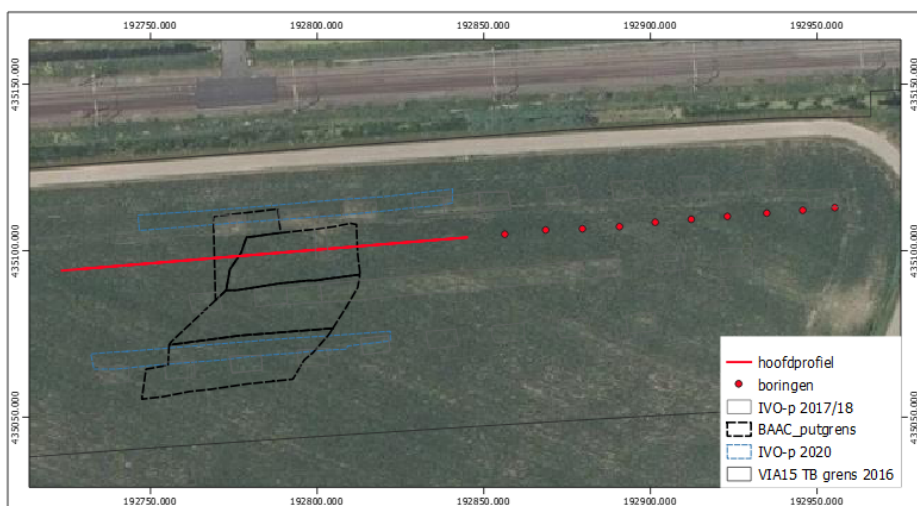 192750.000 192800.000 192850.000 192900.000 192950.000
435150.000 435150.000
435100.000 435100.000
435050.000 435050.000
hoofdprofiel
boringen
IVO-p 2017/18
BAAC_putgrens
IVO-p 2020
VIA15 TB grens 2016
192750.000 192800.000 192850.000 192900.000 192950.000